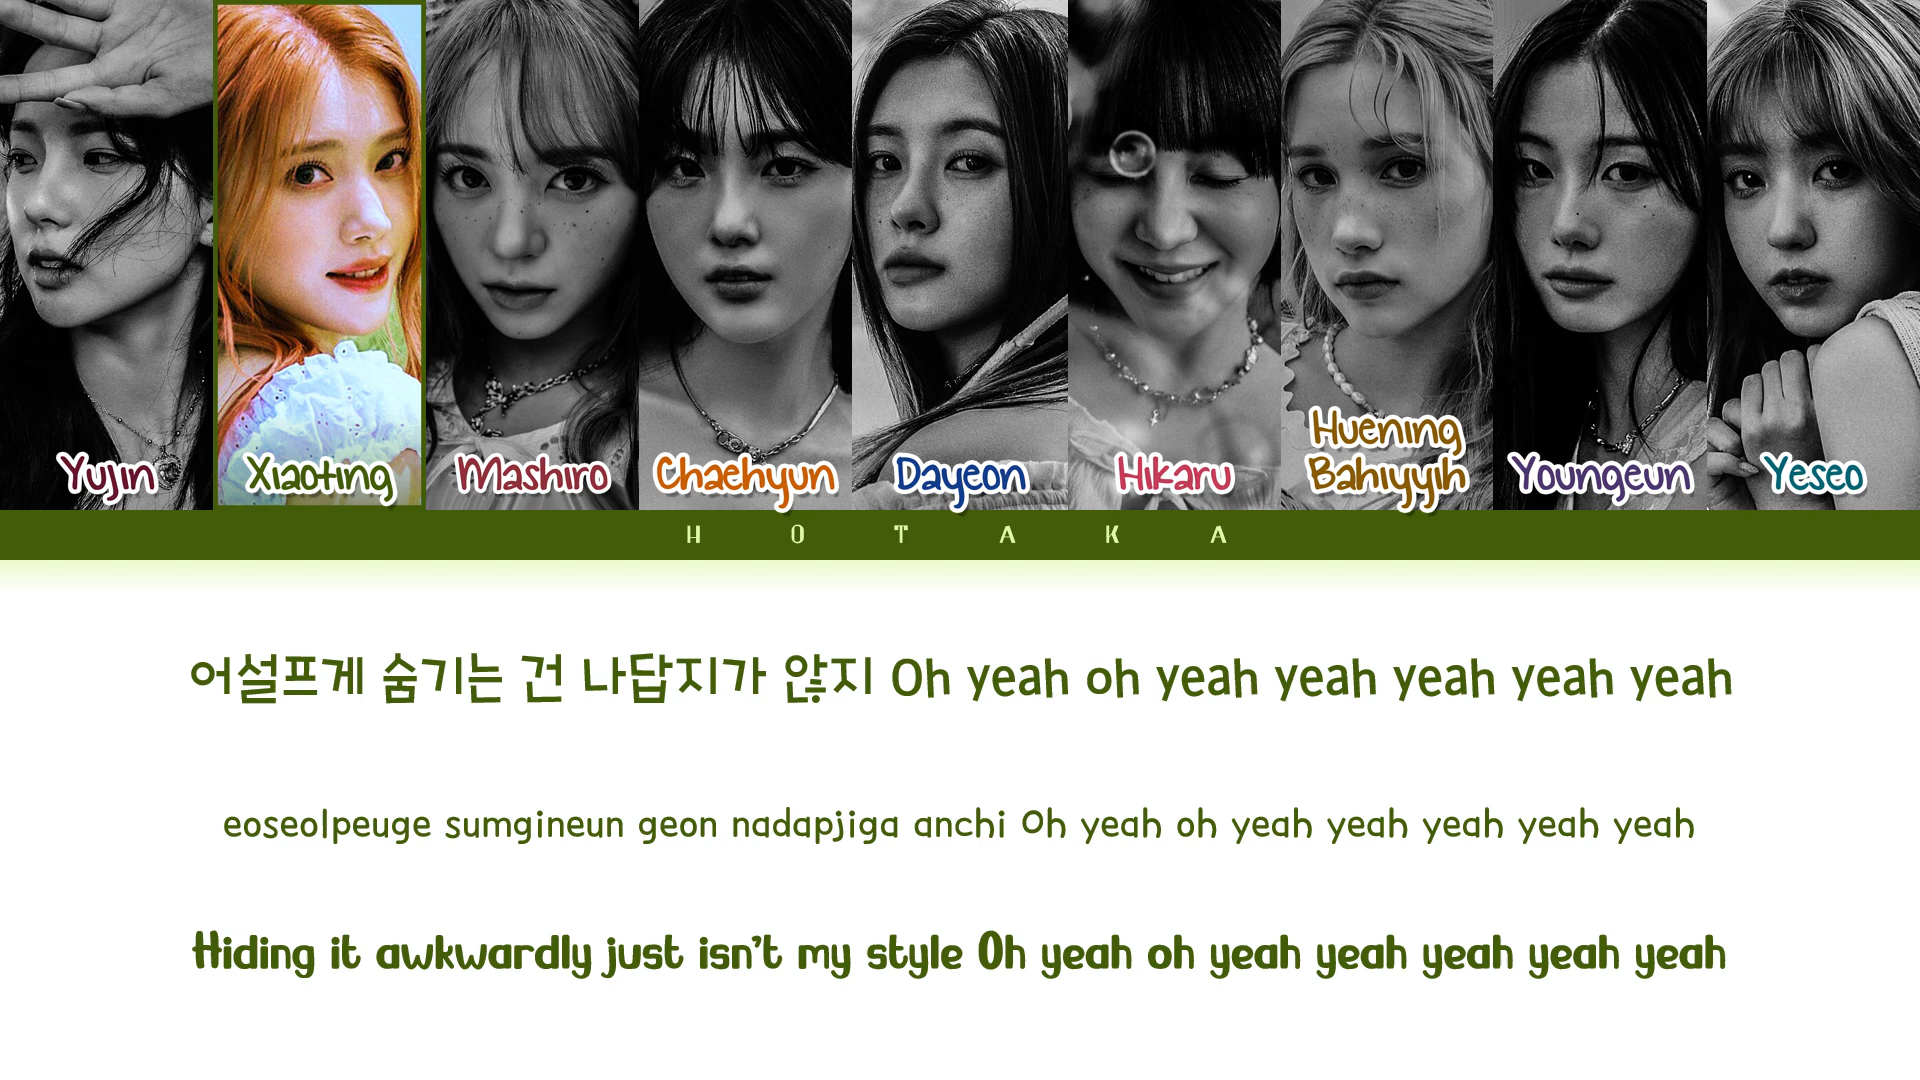 Yujin
Xiaoting
Mashiro
Chaehyun
Dayeon
Hikaru
Huening
Bahiyyih
Youngeun
Yeseo
HOTAKA
어설프게 숨기는 건 나답지가 않지 Oh yeah oh yeah yeah yeah yeah yeah
eoseolpeuge sumgineun geon nadapjiga anchi Oh yeah oh yeah yeah yeah yeah yeah
Hiding it awkwardly just isn't my style Oh yeah oh yeah yeah yeah yeah yeah